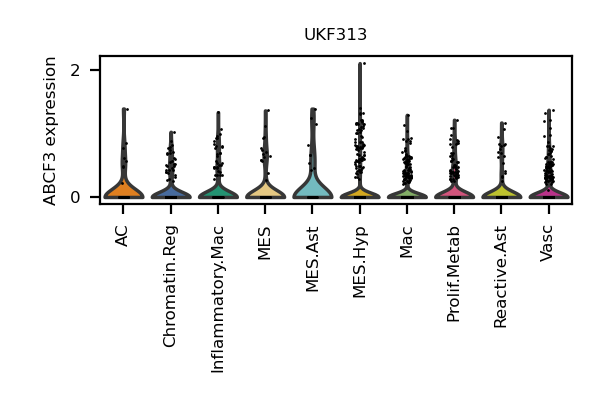 UKF313
ABCF3 expression
2
0
AC
Chromatin.Reg
Inflammatory.Mac
MES
MES.Ast
MES.Hyp
Mac
Prolif.Metab
Reactive.Ast
Vasc